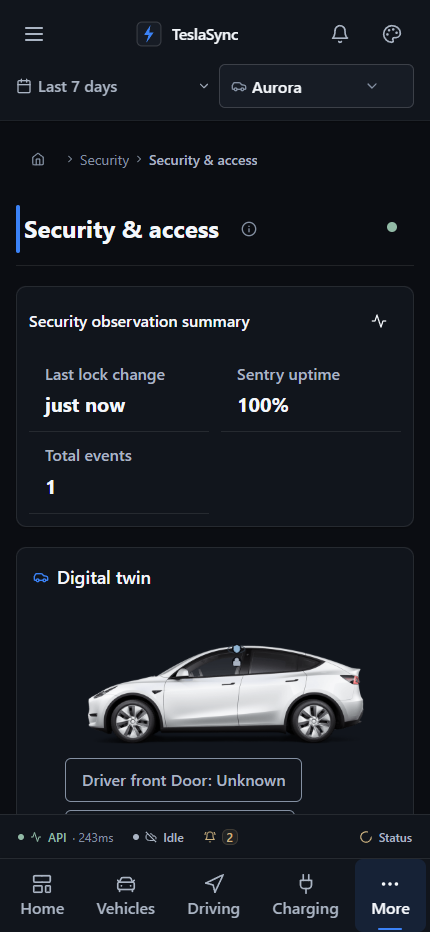 TeslaSync
Last 7 days
Aurora
Security
Security & access
Security & access
Security observation summary
Last lock change
just now
Sentry uptime
100%
Total events
1
Digital twin
Driver front Door: Unknown
API · 243ms
Idle
2
Status
Home
Vehicles
Driving
Charging
More